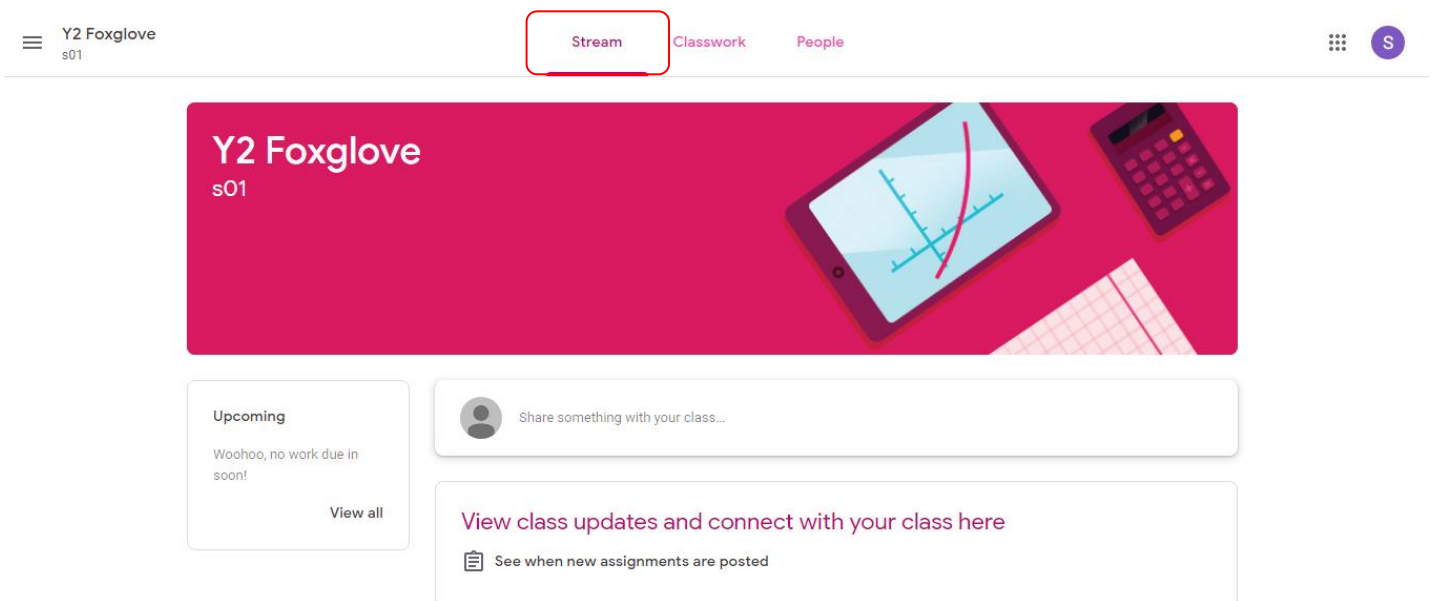 Y2 Foxglove
s01
Stream
Classwork
People
S
Y2 Foxglove
s01
Upcoming
Woohoo, no work due in
soon!
View all
Share something with your class...
View class updates and connect with your class here
See when new assignments are posted